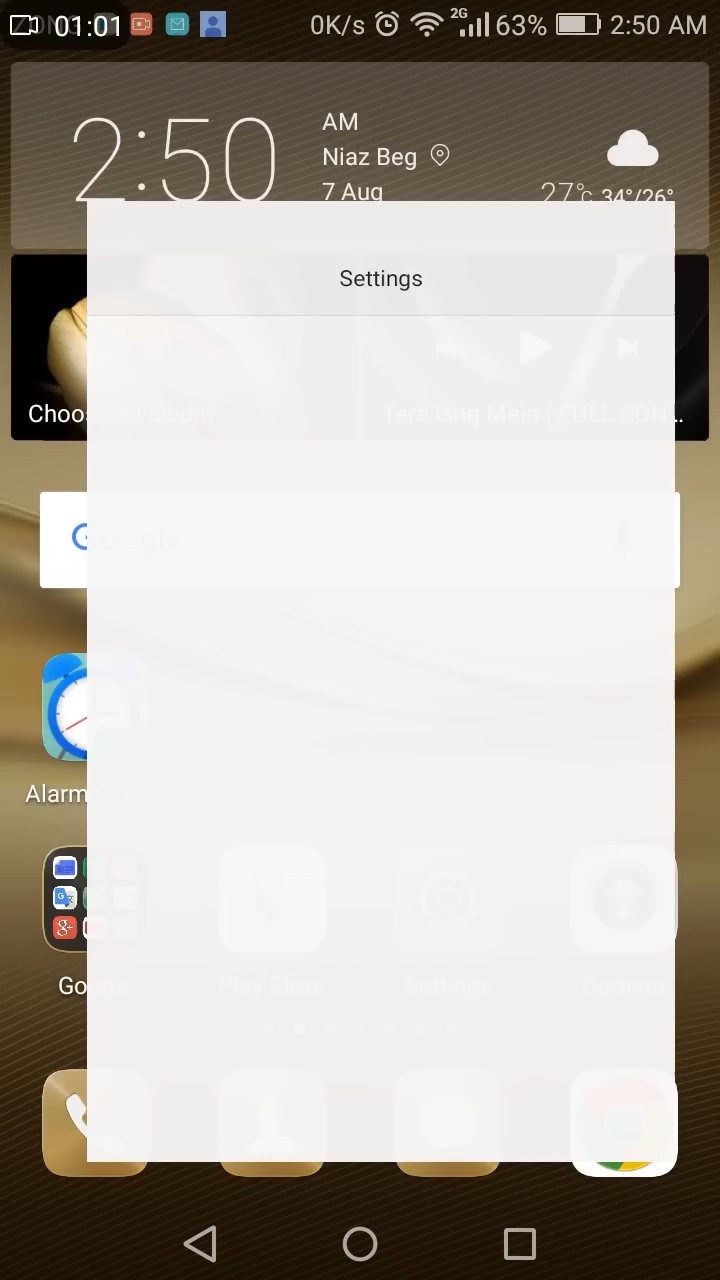 01:01 0K/s 2G 63% 2:50 AM
2:50
AM
Niaz Beg
7 Aug
27°c 34°/26°
Settings
Choose an album
Tere isnq Mein ( FULL SON...
Google
Alarm
Google Play Store Settings Camera